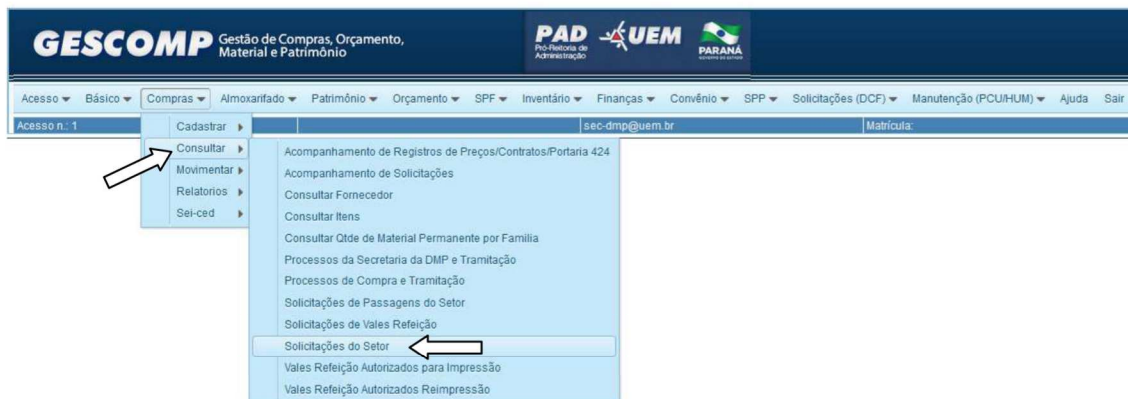 GESCOMP Gestão de Compras, Orçamento,
Material e Patrimônio
PAD
Pró-Reitoria de
Administração
UEM
PARANÁ
GOVERNO DO ESTADO
Acesso Básico Compras Almoxarifado Patrimônio Orçamento SPF Inventário Finanças Convênio SPP Solicitações (DCF) Manutenção (PCU/HUM) Ajuda Sair
Acesso n.: 1 sec-dmp@uem.br Matrícula:
Cadastrar
Consultar
Movimentar
Relatorios
Sei-ced
Acompanhamento de Registros de Preços/Contratos/Portaria 424
Acompanhamento de Solicitações
Consultar Fornecedor
Consultar Itens
Consultar Qtde de Material Permanente por Familia
Processos da Secretaria da DMP e Tramitação
Processos de Compra e Tramitação
Solicitações de Passagens do Setor
Solicitações de Vales Refeição
Solicitações do Setor
Vales Refeição Autorizados para Impressão
Vales Refeição Autorizados Reimpressão